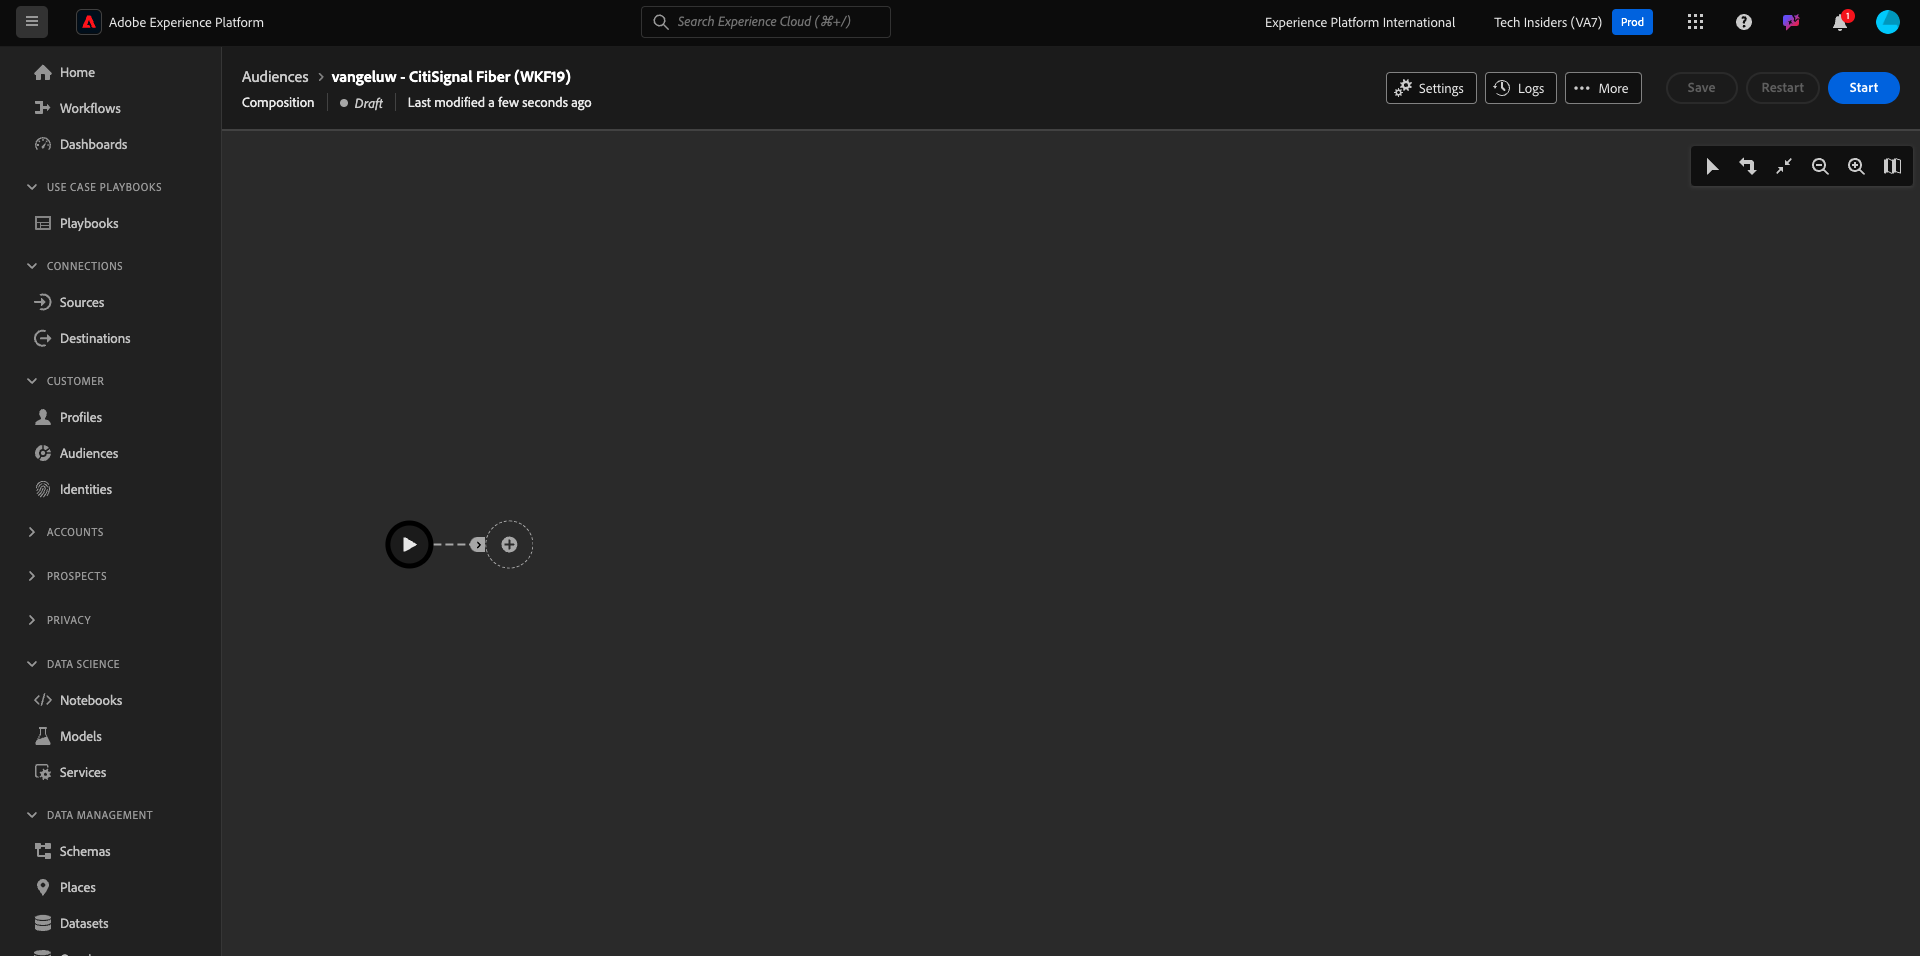 Adobe Experience Platform
Search Experience Cloud (⌘+/)
Experience Platform International
Tech Insiders (VA7)
Prod
1
Home
Workflows
Dashboards
USE CASE PLAYBOOKS
Playbooks
CONNECTIONS
Sources
Destinations
CUSTOMER
Profiles
Audiences
Identities
ACCOUNTS
PROSPECTS
PRIVACY
DATA SCIENCE
Notebooks
Models
Services
DATA MANAGEMENT
Schemas
Places
Datasets
Audiences > vangeluw - CitiSignal Fiber (WKF19)
Composition
Draft
Last modified a few seconds ago
Settings
Logs
More
Save
Restart
Start